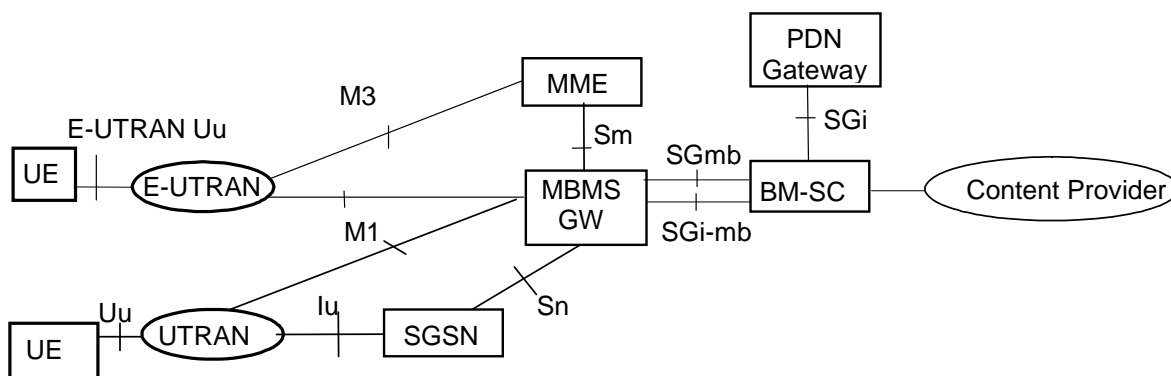 PDN
Gateway
MME
M3
SGi
E-UTRAN Uu
Sm
SGmb
UE
E-UTRAN
MBMS
GW
BM-SC
Content Provider
M1
SGi-mb
Uu
Iu
Sn
UE
UTRAN
SGSN